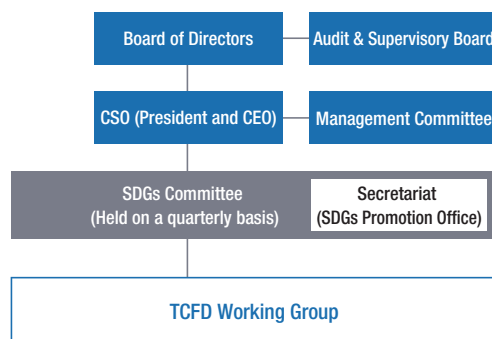 Board of Directors
Audit & Supervisory Board
CSO (President and CEO)
Management Committee
SDGs Committee
(Held on a quarterly basis)
Secretariat
(SDGs Promotion Office)
TCFD Working Group